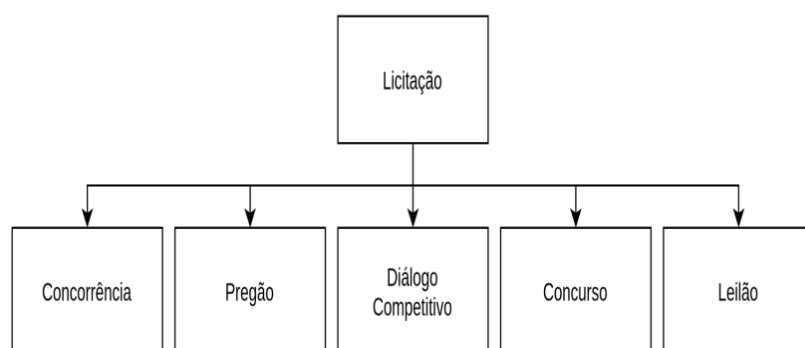 Licitação
Concorrência
Pregão
Diálogo
Competitivo
Concurso
Leilão